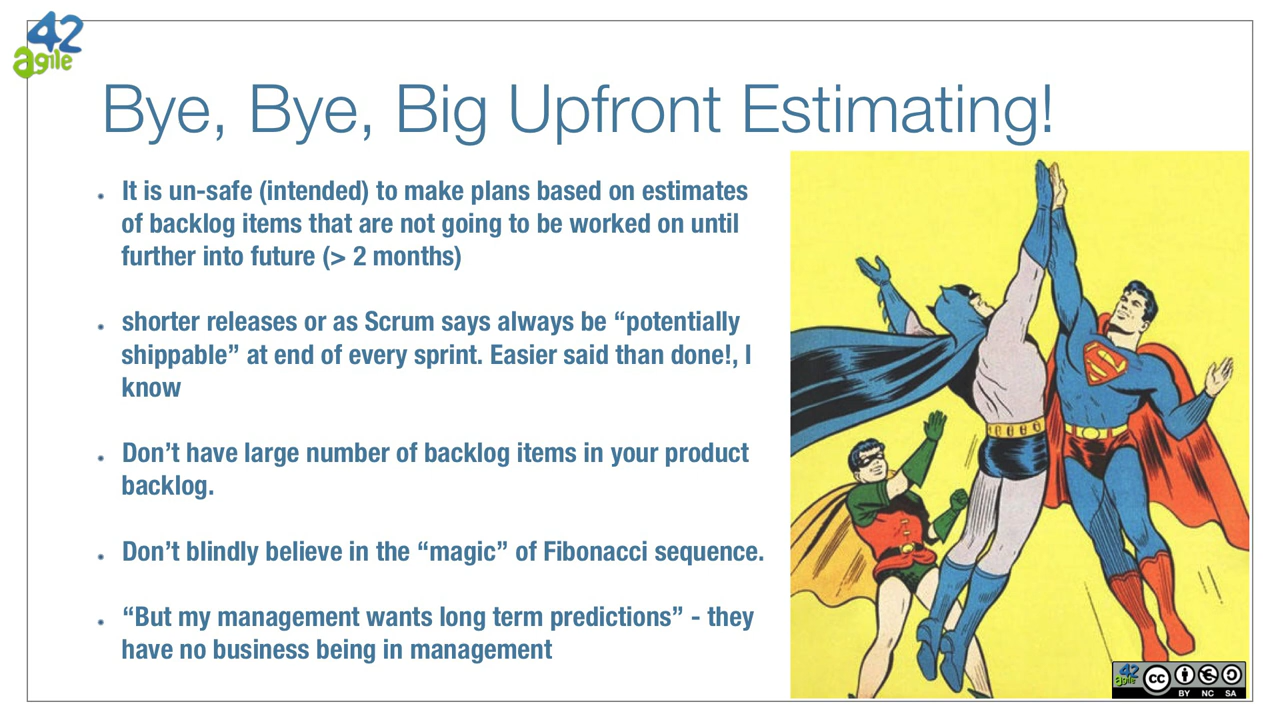 42
agile
Bye, Bye, Big Upfront Estimating!
It is un-safe (intended) to make plans based on estimates
of backlog items that are not going to be worked on until
further into future (> 2 months)
shorter releases or as Scrum says always be “potentially
shippable” at end of every sprint. Easier said than done!, I
know
Don’t have large number of backlog items in your product
backlog.
Don’t blindly believe in the “magic” of Fibonacci sequence.
“But my management wants long term predictions” - they
have no business being in management
S
42
agile
cc
BY NC SA